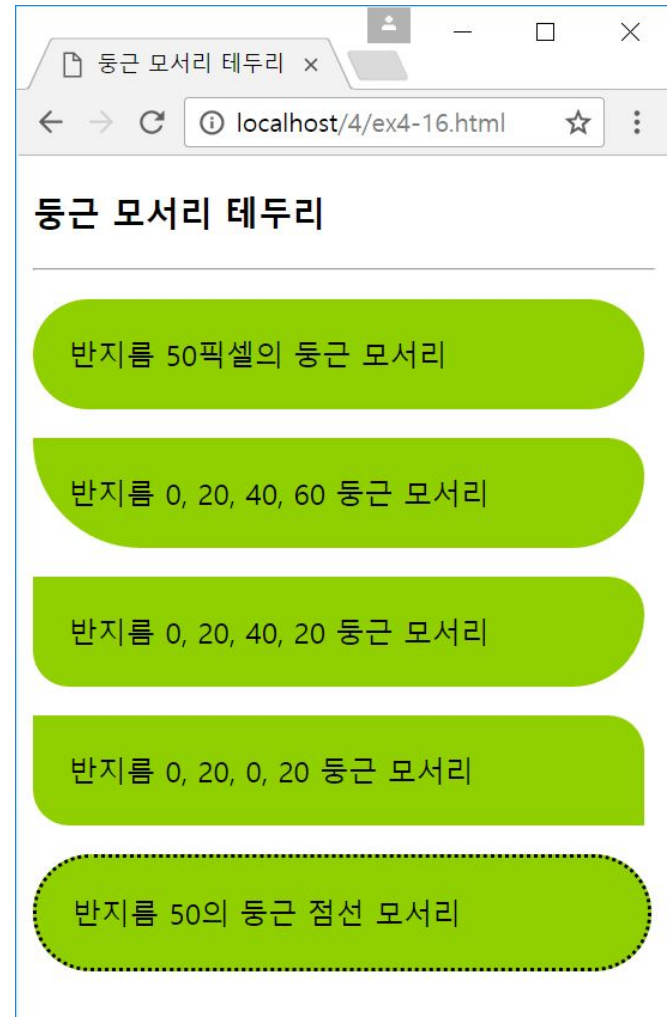 둥근 모서리 테두리
localhost/4/ex4-16.html
둥근 모서리 테두리
반지름 50픽셀의 둥근 모서리
반지름 0, 20, 40, 60 둥근 모서리
반지름 0, 20, 40, 20 둥근 모서리
반지름 0, 20, 0, 20 둥근 모서리
반지름 50의 둥근 점선 모서리